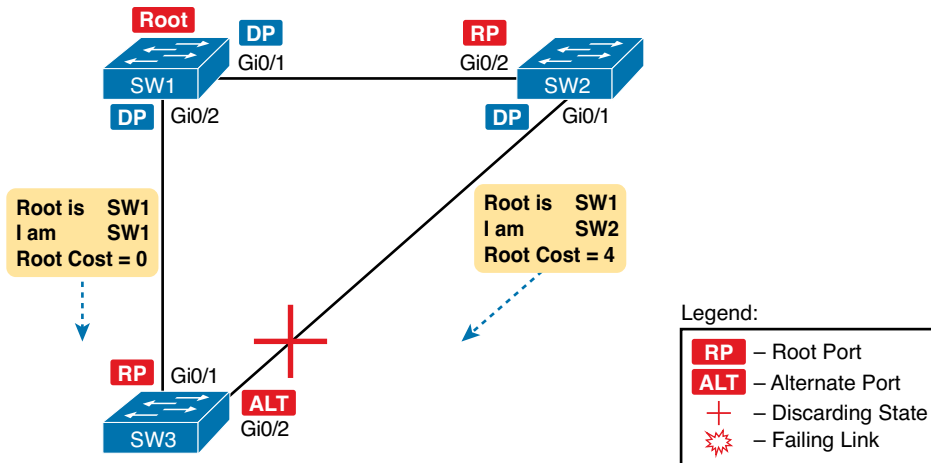 Root
DP
Gi0/1
SW1
DP
Gi0/2
RP
Gi0/2
SW2
DP
Gi0/1
Root is SW1
I am SW1
Root Cost = 0
Root is SW1
I am SW2
Root Cost = 4
RP
Gi0/1
SW3
ALT
Gi0/2
Legend:
RP – Root Port
ALT – Alternate Port
– Discarding State
– Failing Link